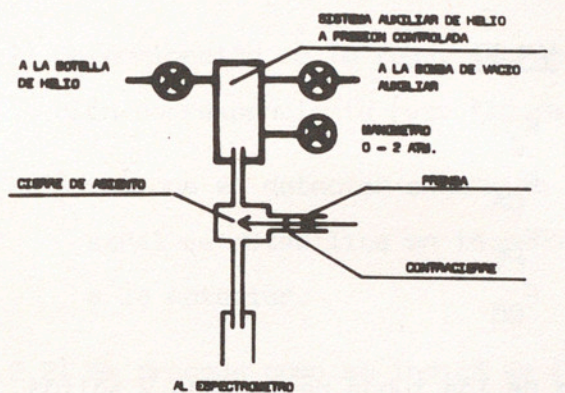 SISTEMA AUXILIAR DE HELIO
A PRESION CONTROLADA
A LA BOTELLA
DE HELIO
A LA BOMBA DE VACIO
AUXILIAR
MANOMETRO
0 - 2 ATM.
CIERRE DE ASIENTO
PRENSA
CONTRACIERRE
AL ESPECTROMETRO